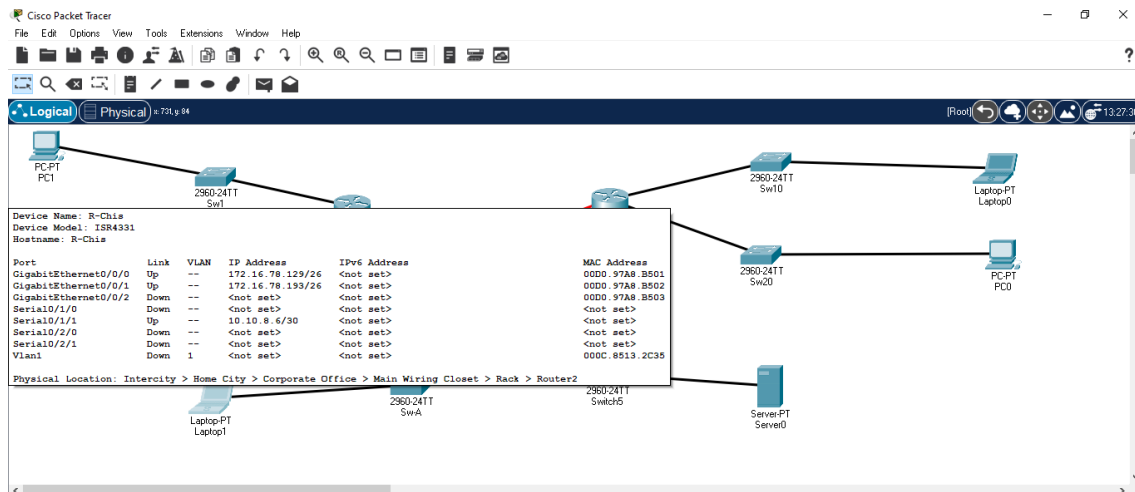 Cisco Packet Tracer
File Edit Options View Tools Extensions Window Help
?
Logical Physical x: 731, y: 84 [Root] 13:27:30
PC-PT
PC1
2960-24TT
Sw1
2960-24TT
Sw10
Laptop-PT
Laptop0
2960-24TT
Sw20
PC-PT
PC0
Device Name: R-Chis
Device Model: ISR4331
Hostname: R-Chis
Port Link VLAN IP Address IPv6 Address MAC Address
GigabitEthernet0/0/0 Up -- 172.16.78.129/26 <not set> 00D0.97A8.B501
GigabitEthernet0/0/1 Up -- 172.16.78.193/26 <not set> 00D0.97A8.B502
GigabitEthernet0/0/2 Down -- <not set> <not set> 00D0.97A8.B503
Serial0/1/0 Down -- <not set> <not set> <not set>
Serial0/1/1 Up -- 10.10.8.6/30 <not set> <not set>
Serial0/2/0 Down -- <not set> <not set> <not set>
Serial0/2/1 Down -- <not set> <not set> <not set>
Vlan1 Down 1 <not set> <not set> 000C.8513.2C35
Physical Location: Intercity > Home City > Corporate Office > Main Wiring Closet > Rack > Router2
Laptop-PT
Laptop1
2960-24TT
Sw-A
2960-24TT
Switch5
Server-PT
Server0